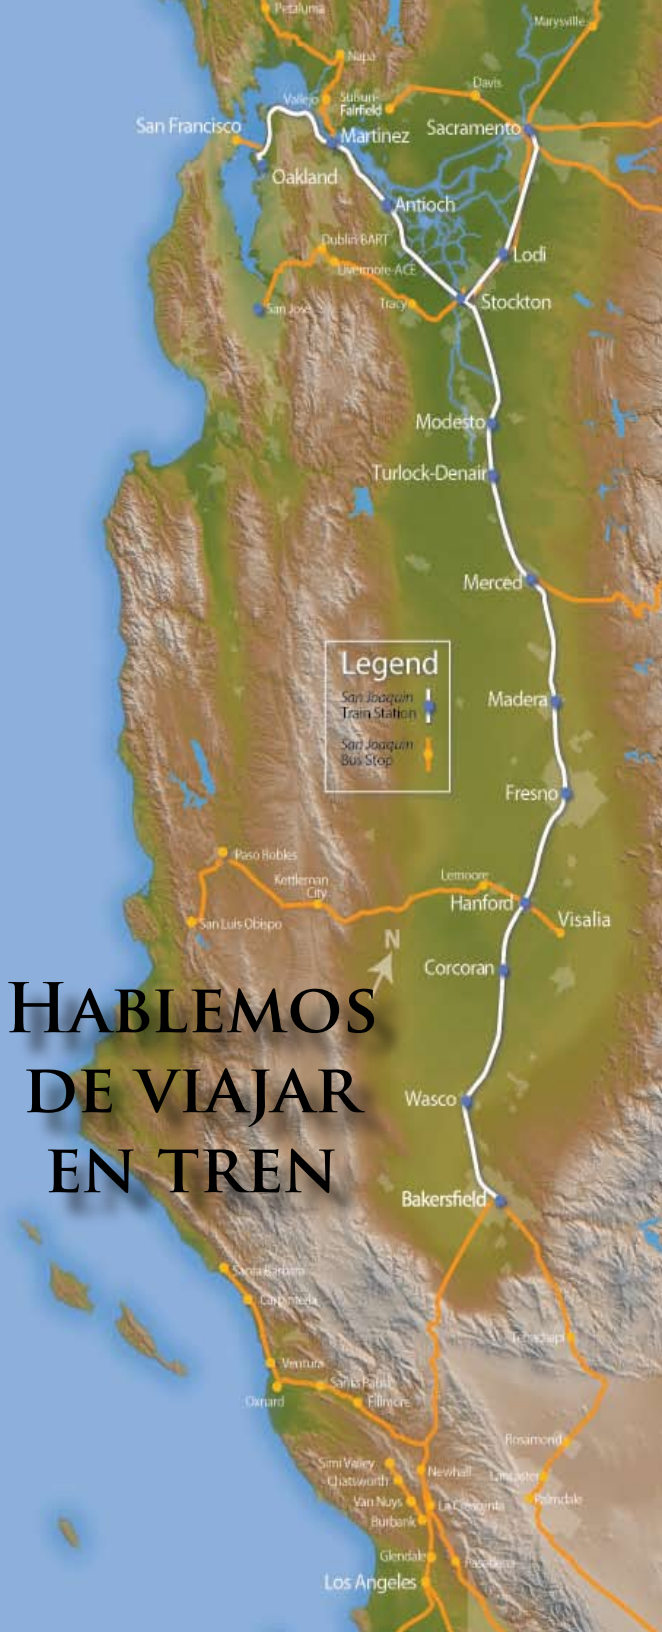 Petaluma
Marysville
Napa
Davis
Vallejo
Suisun-
Fairfield
San Francisco
Martinez
Sacramento
Oakland
Antioch
Dublin BART
Lodi
Livermore-ACE
San Jose
Tracy
Stockton
Modesto
Turlock-Denair
Merced
Legend
San Joaquin
Train Station
San Joaquin
Bus Stop
Madera
Fresno
Paso Robles
Kettleman
City
Lemoore
Hanford
Visalia
San Luis Obispo
N
Corcoran
HABLEMOS
DE VIAJAR
EN TREN
Wasco
Bakersfield
Santa Barbara
Carpinteria
Tehachapi
Ventura
Santa Paula
Oxnard
Fillmore
Rosamond
Simi Valley
Newhall
Lancaster
Chatsworth
Palmdale
Van Nuys
La Crescenta
Burbank
Glendale
Pasadena
Los Angeles